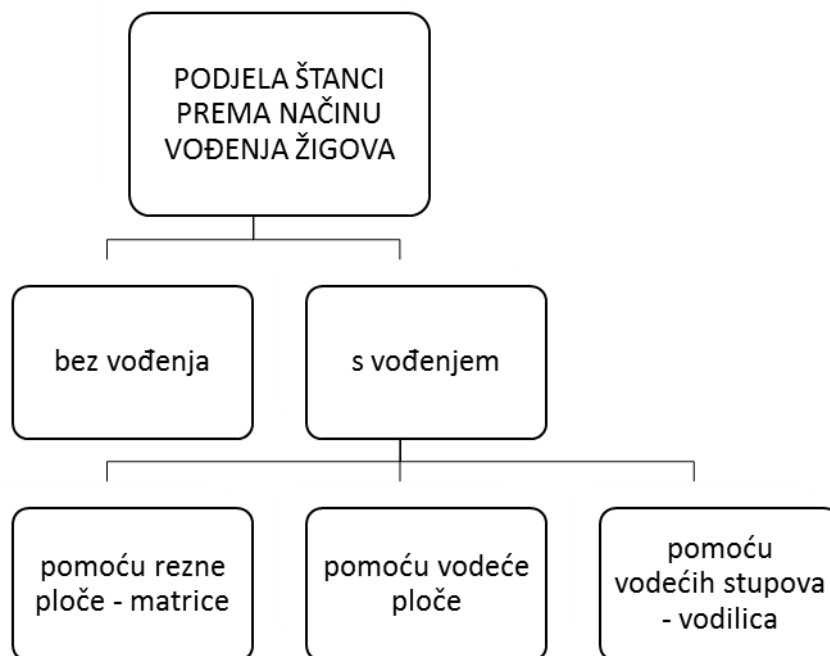 PODJELA ŠTANCI
PREMA NAČINU
VOĐENJA ŽIGOVA
bez vođenja
s vođenjem
pomoću rezne
ploče - matrice
pomoću vodeće
ploče
pomoću
vodećih stupova
- vodilica